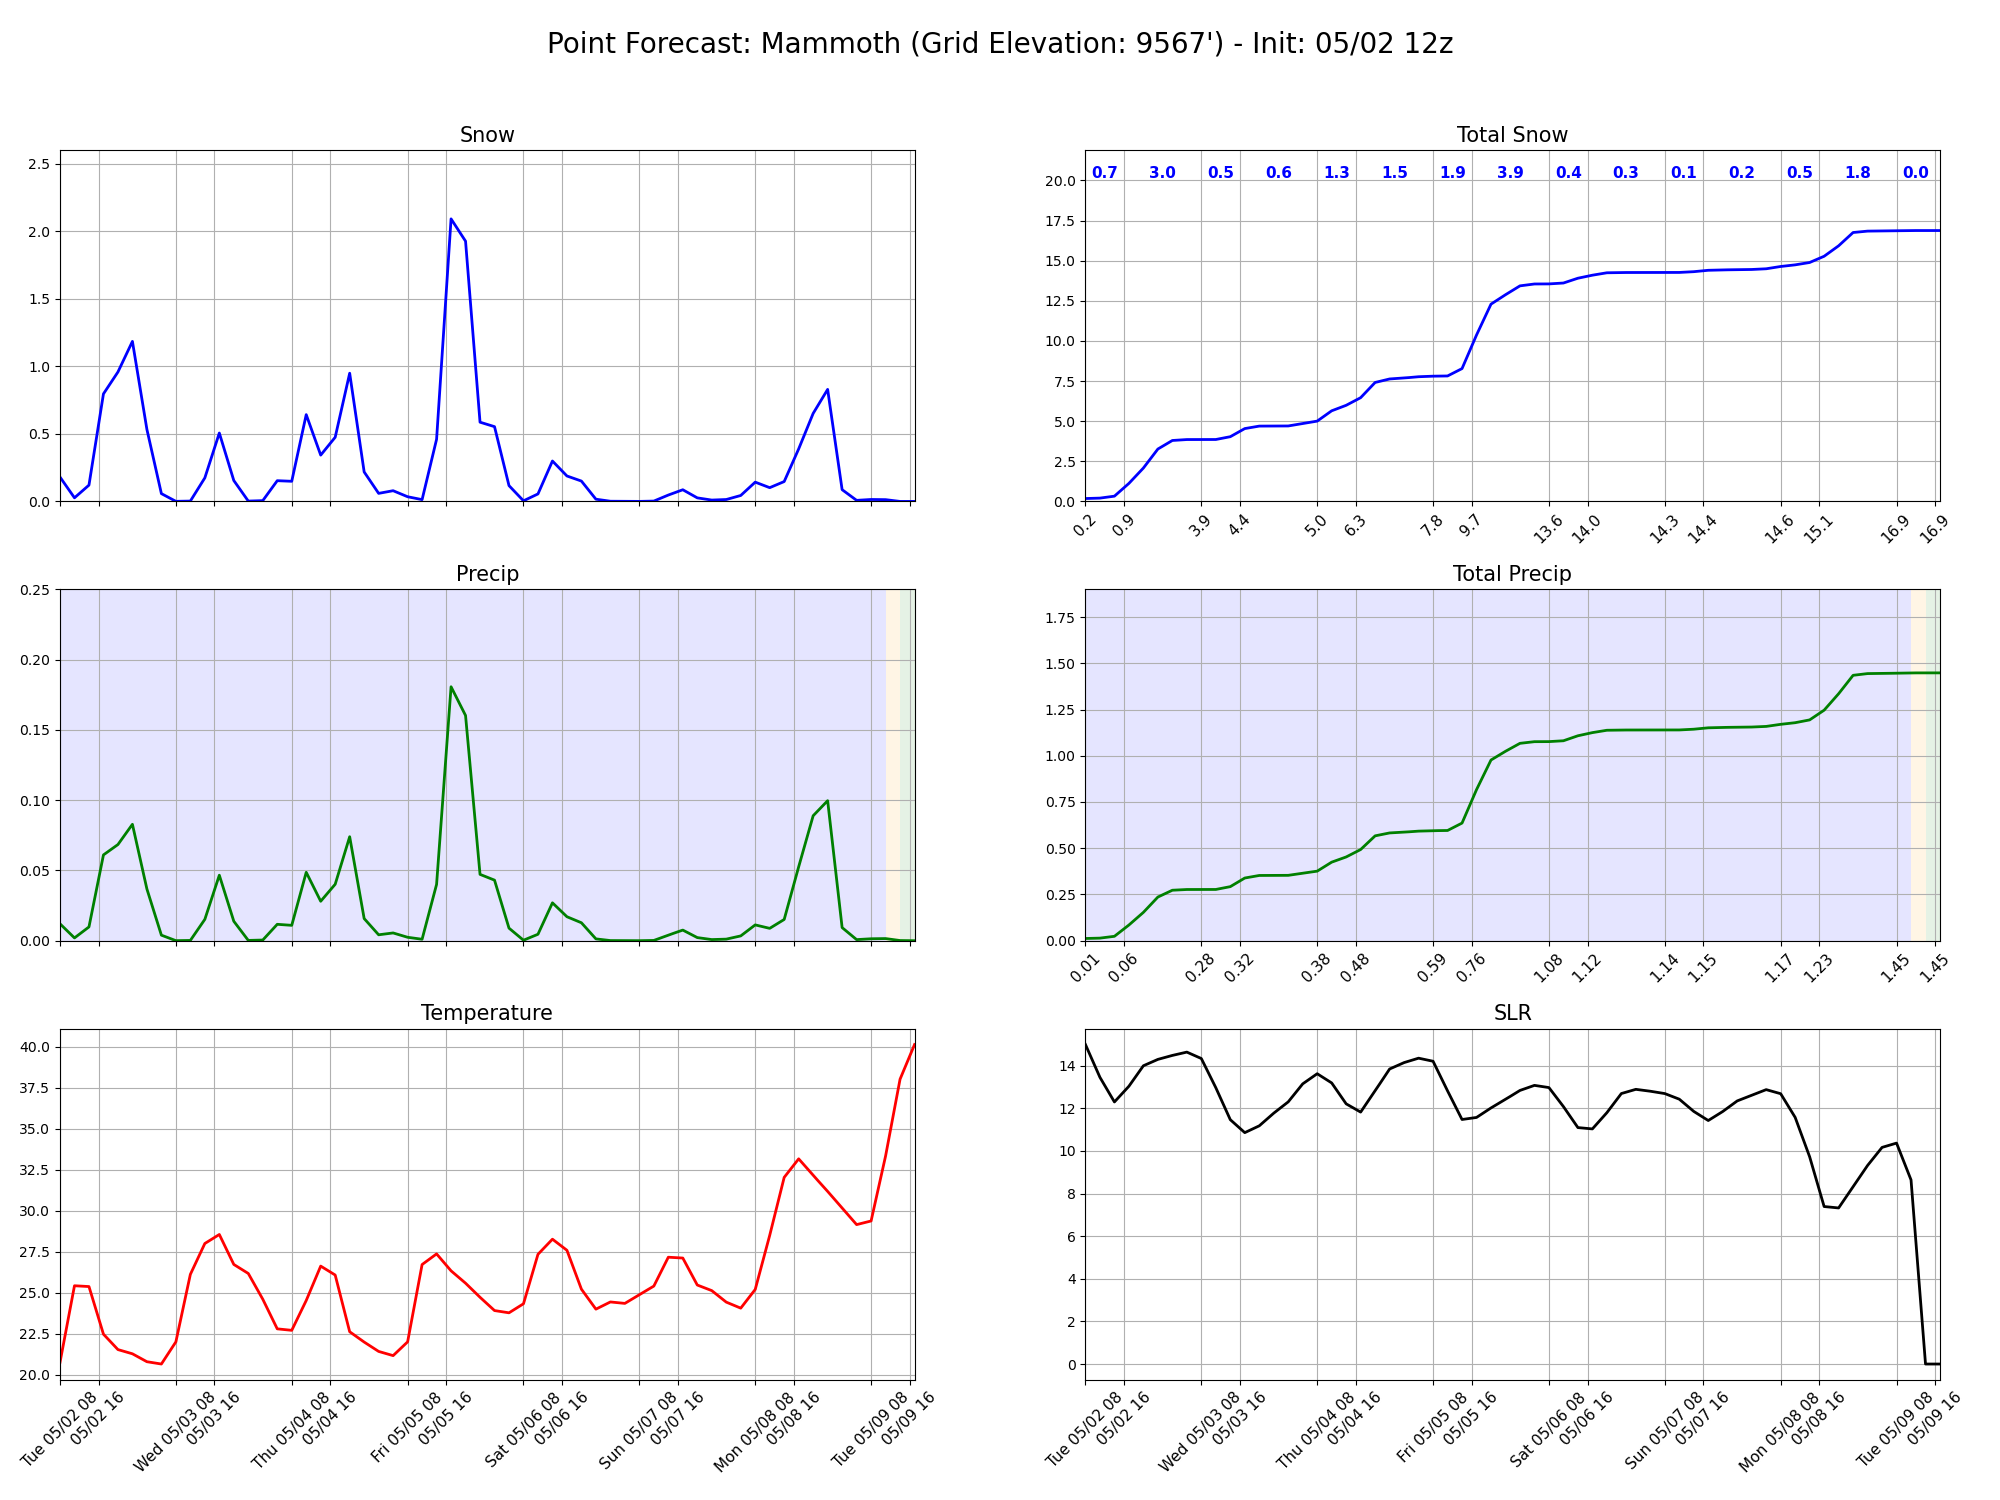 Point Forecast: Mammoth (Grid Elevation: 9567') - Init: 05/02 12z
Snow
2.5
2.0
1.5
1.0
0.5
0.0
Total Snow
0.7 3.0 0.5 0.6 1.3 1.5 1.9 3.9 0.4 0.3 0.1 0.2 0.5 1.8 0.0
20.0
17.5
15.0
12.5
10.0
7.5
5.0
2.5
0.0
0.2 0.9 3.9 4.4 5.0 6.3 7.8 9.7 13.6 14.0 14.3 14.4 14.6 15.1 16.9 16.9
Precip
0.25
0.20
0.15
0.10
0.05
0.00
Total Precip
1.75
1.50
1.25
1.00
0.75
0.50
0.25
0.00
0.01 0.06 0.28 0.32 0.38 0.48 0.59 0.76 1.08 1.12 1.14 1.15 1.17 1.23 1.45 1.45
Temperature
40.0
37.5
35.0
32.5
30.0
27.5
25.0
22.5
20.0
Tue 05/02 08
05/02 16
Wed 05/03 08
05/03 16
Thu 05/04 08
05/04 16
Fri 05/05 08
05/05 16
Sat 05/06 08
05/06 16
Sun 05/07 08
05/07 16
Mon 05/08 08
05/08 16
Tue 05/09 08
05/09 16
SLR
14
12
10
8
6
4
2
0
Tue 05/02 08
05/02 16
Wed 05/03 08
05/03 16
Thu 05/04 08
05/04 16
Fri 05/05 08
05/05 16
Sat 05/06 08
05/06 16
Sun 05/07 08
05/07 16
Mon 05/08 08
05/08 16
Tue 05/09 08
05/09 16